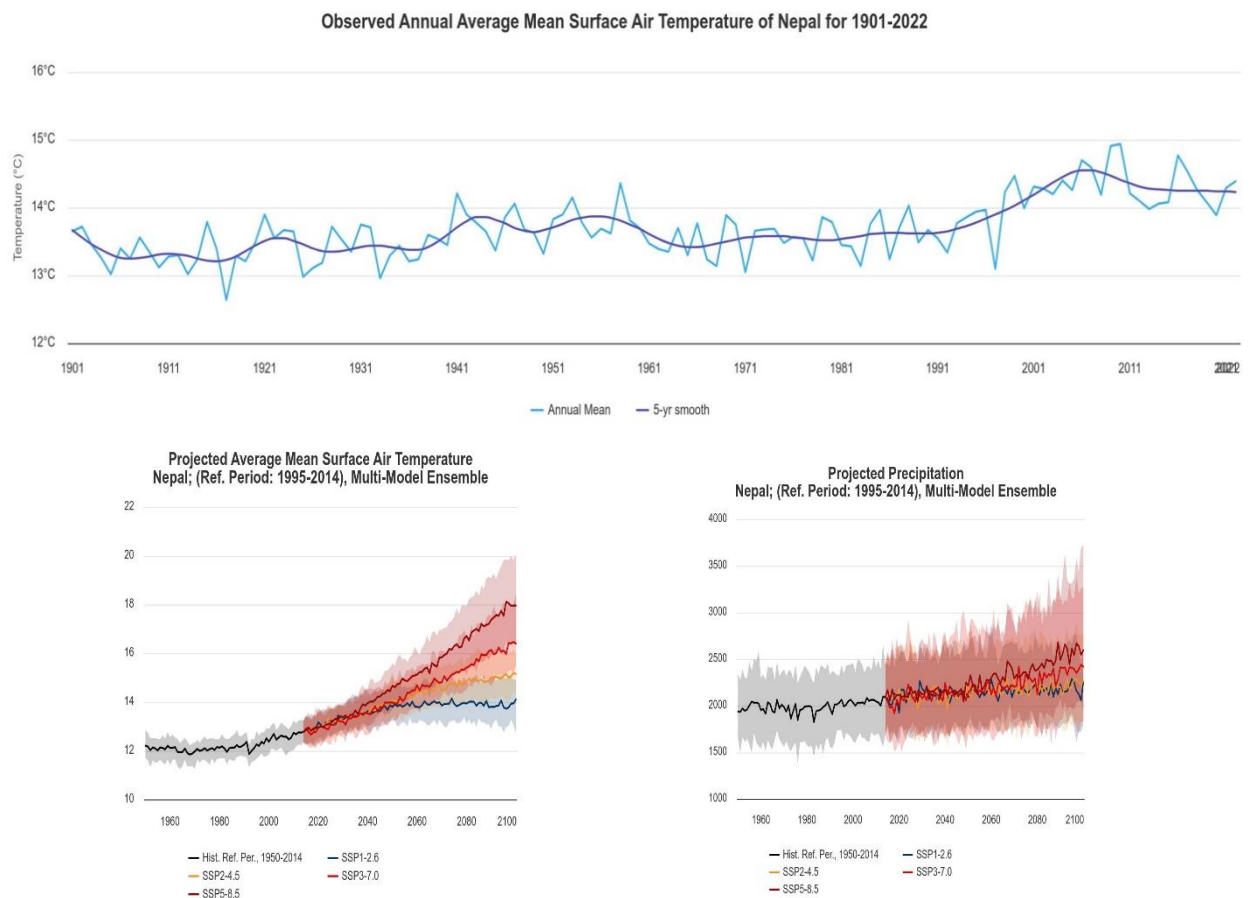 Observed Annual Average Mean Surface Air Temperature of Nepal for 1901-2022
Temperature (°C)
16°C
15°C
14°C
13°C
12°C
1901 1911 1921 1931 1941 1951 1961 1971 1981 1991 2001 2011 2021 2022
Annual Mean 5-yr smooth
Projected Average Mean Surface Air Temperature
Nepal; (Ref. Period: 1995-2014), Multi-Model Ensemble
22
20
18
16
14
12
10
1960 1980 2000 2020 2040 2060 2080 2100
Hist. Ref. Per., 1950-2014 SSP1-2.6
SSP2-4.5 SSP3-7.0
SSP5-8.5
Projected Precipitation
Nepal; (Ref. Period: 1995-2014), Multi-Model Ensemble
4000
3000
2500
2000
1500
1000
1960 1980 2000 2020 2040 2060 2080 2100
Hist. Ref. Per., 1950-2014 SSP1-2.6
SSP2-4.5 SSP3-7.0
SSP5-8.5